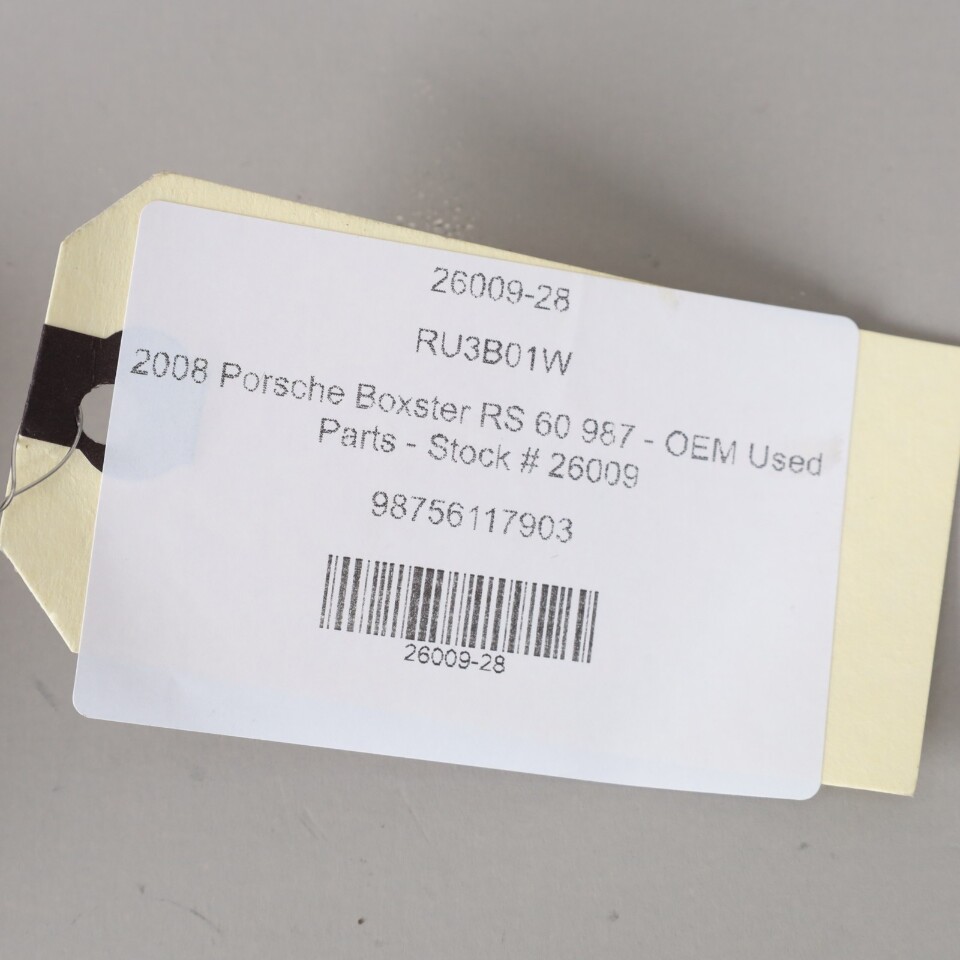 26009-28
RU3B01W
2008 Porsche Boxster RS 60 987 - OEM Used
Parts - Stock # 26009
98756117903
26009-28